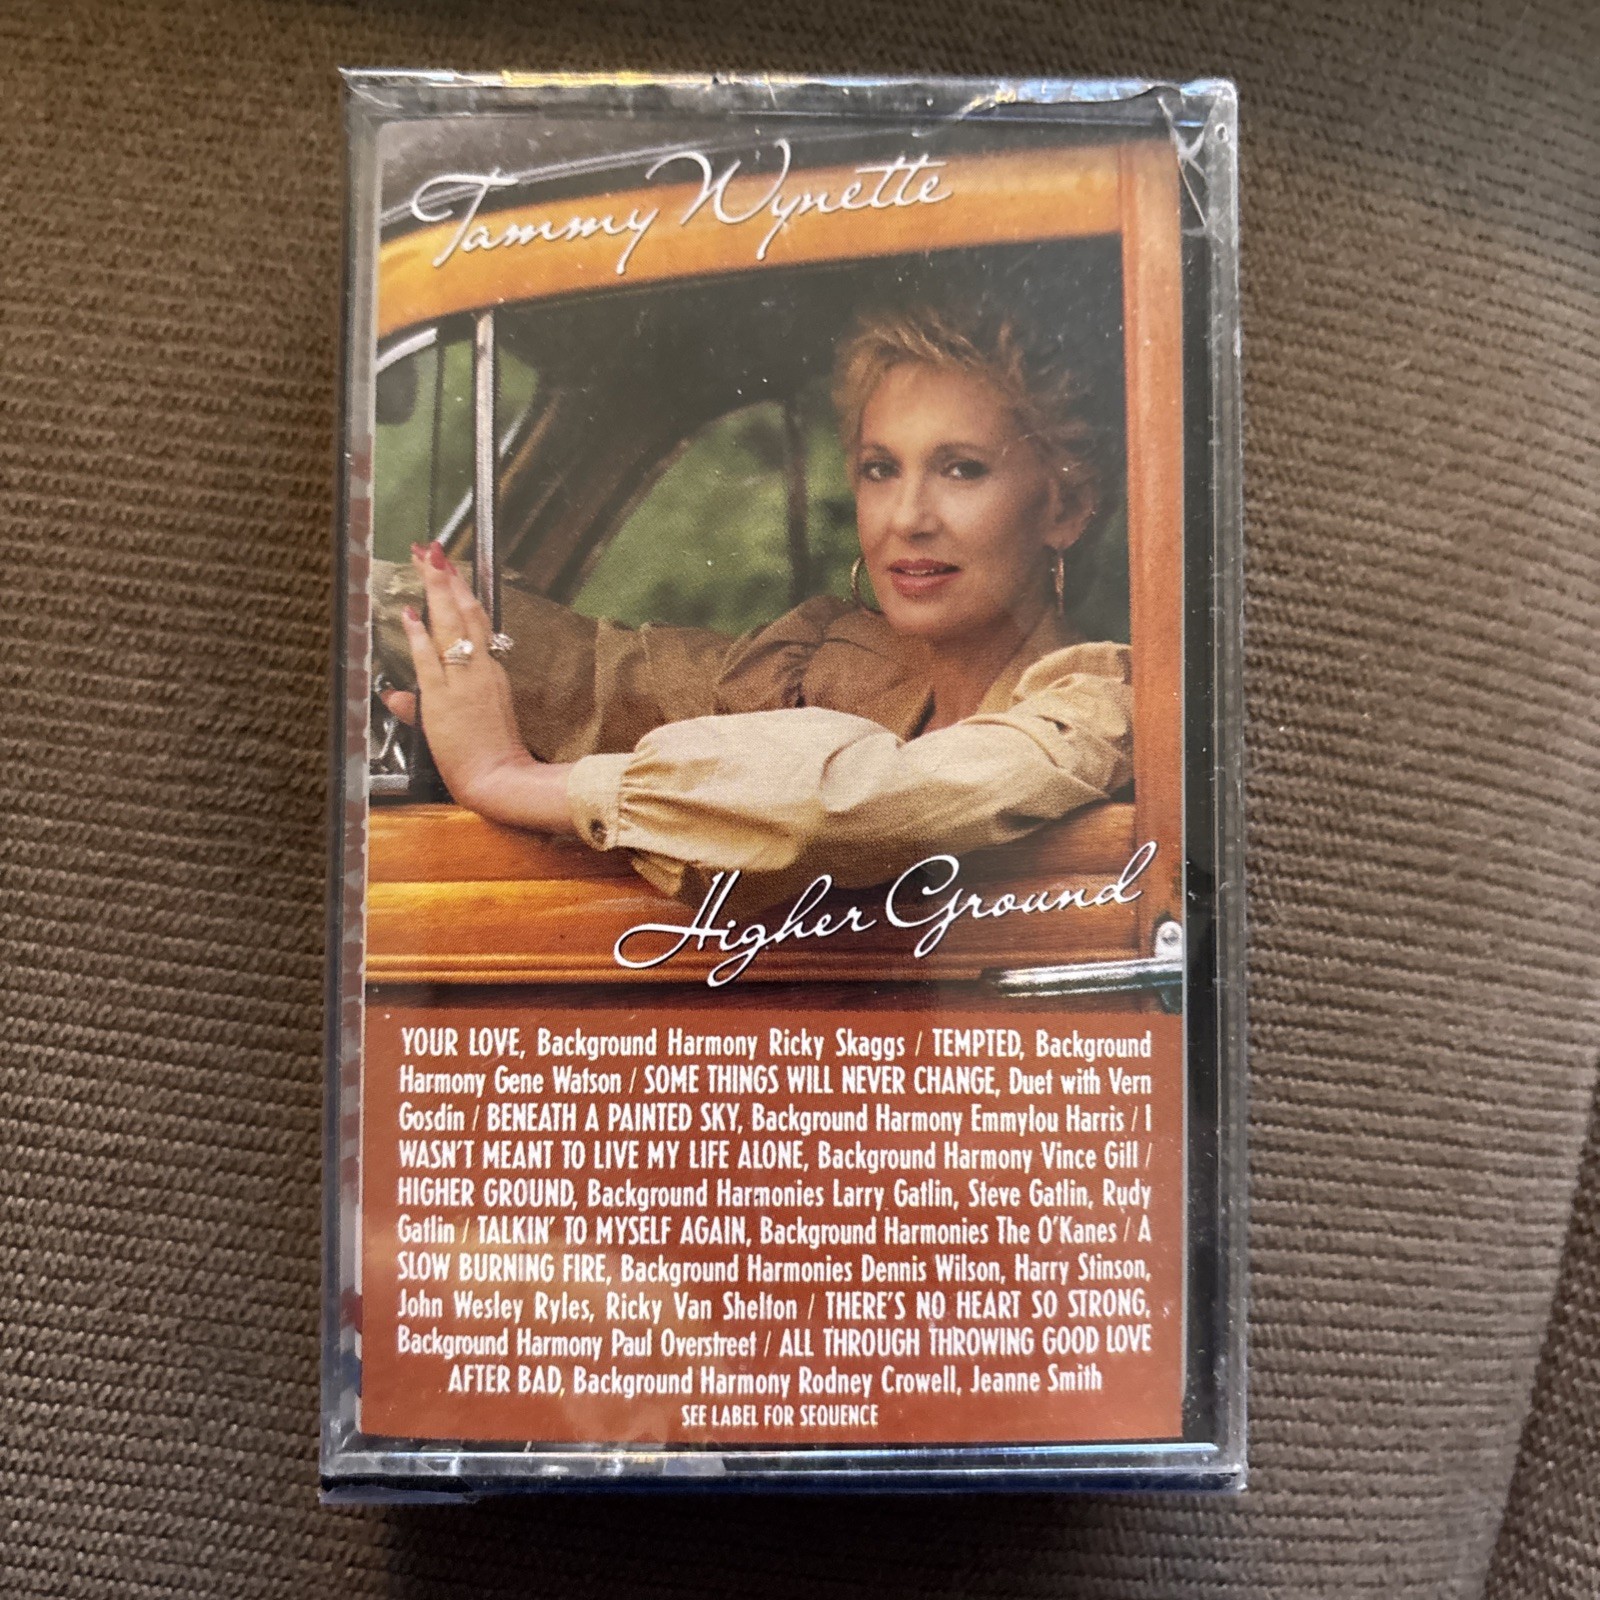 Tammy Wynette
Higher Ground
YOUR LOVE, Background Harmony Ricky Skaggs / TEMPTED, Background
Harmony Gene Watson / SOME THINGS WILL NEVER CHANGE, Duet with Vern
Gosdin / BENEATH A PAINTED SKY, Background Harmony Emmylou Harris / I
WASN'T MEANT TO LIVE MY LIFE ALONE, Background Harmony Vince Gill /
HIGHER GROUND, Background Harmonies Larry Gatlin, Steve Gatlin, Rudy
Gatlin / TALKIN' TO MYSELF AGAIN, Background Harmonies The O'Kanes / A
SLOW BURNING FIRE, Background Harmonies Dennis Wilson, Harry Stinson,
John Wesley Ryles, Ricky Van Shelton / THERE'S NO HEART SO STRONG,
Background Harmony Paul Overstreet / ALL THROUGH THROWING GOOD LOVE
AFTER BAD, Background Harmony Rodney Crowell, Jeanne Smith
SEE LABEL FOR SEQUENCE